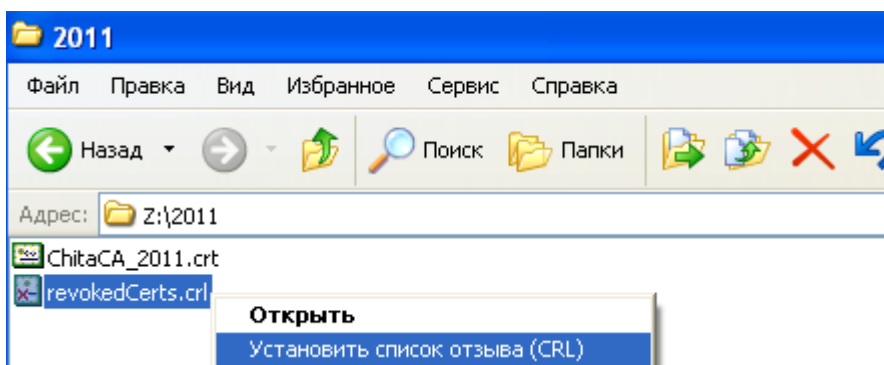 2011
Файл Правка Вид Избранное Сервис Справка
Назад Поиск Папки
Адрес: Z:\2011
ChitaCA_2011.crt
revokedCerts.crl
Открыть
Установить список отзыва (CRL)